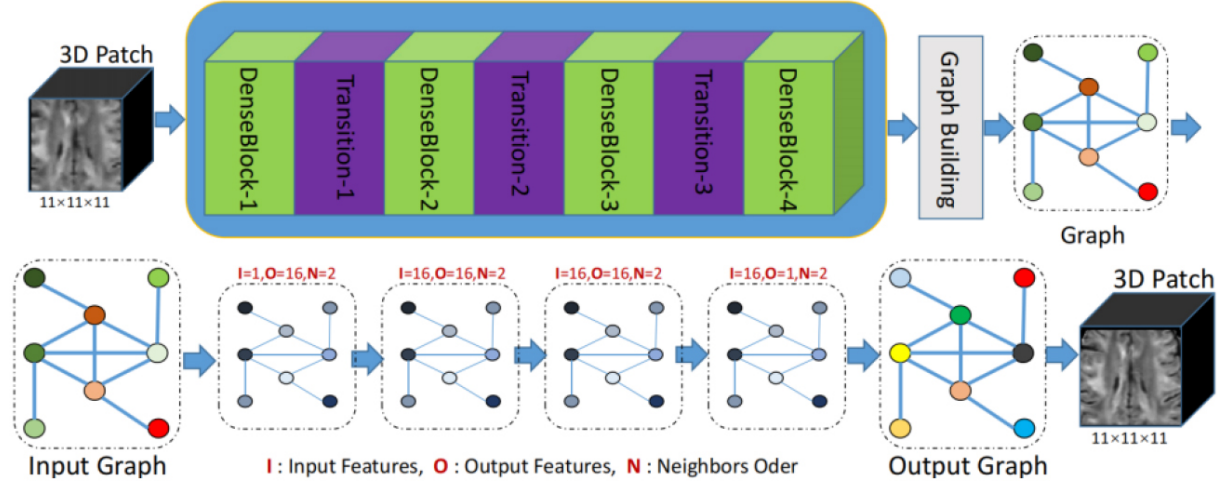 3D Patch
11×11×11
DenseBlock-1
Transition-1
DenseBlock-2
Transition-2
DenseBlock-3
Transition-3
DenseBlock-4
Graph Building
Graph
I=1,O=16,N=2
I=16,O=16,N=2
I=16,O=16,N=2
I=16,O=1,N=2
3D Patch
11×11×11
Input Graph
I : Input Features, O : Output Features, N : Neighbors Oder
Output Graph